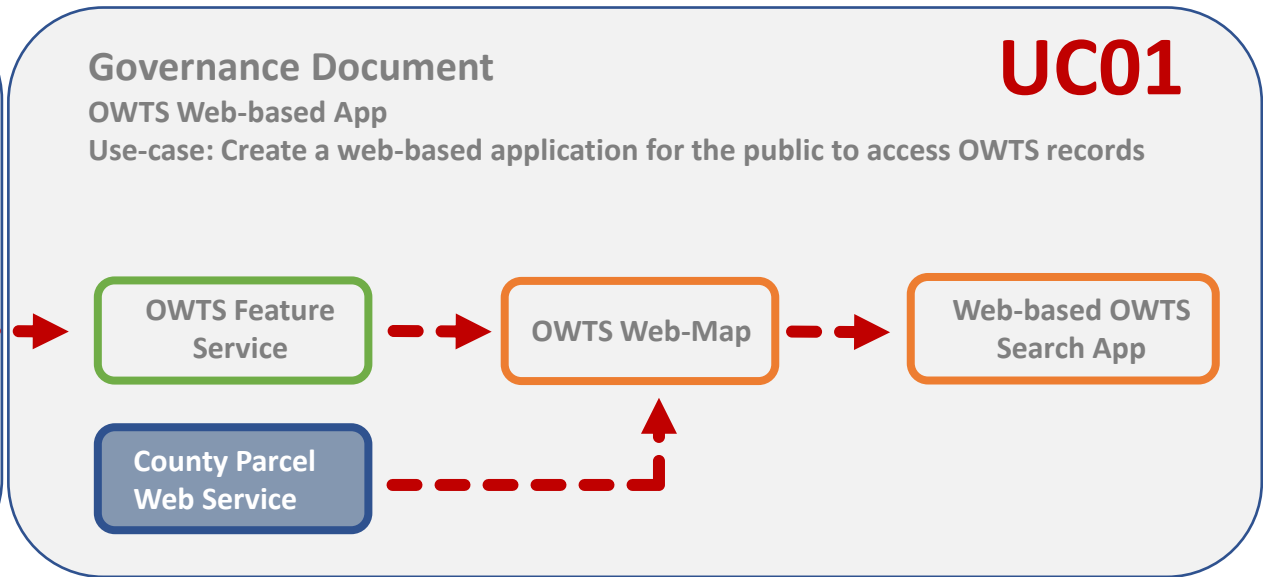 Governance Document
UC01
OWTS Web-based App
Use-case: Create a web-based application for the public to access OWTS records
OWTS Feature
Service
OWTS Web-Map
Web-based OWTS
Search App
County Parcel
Web Service